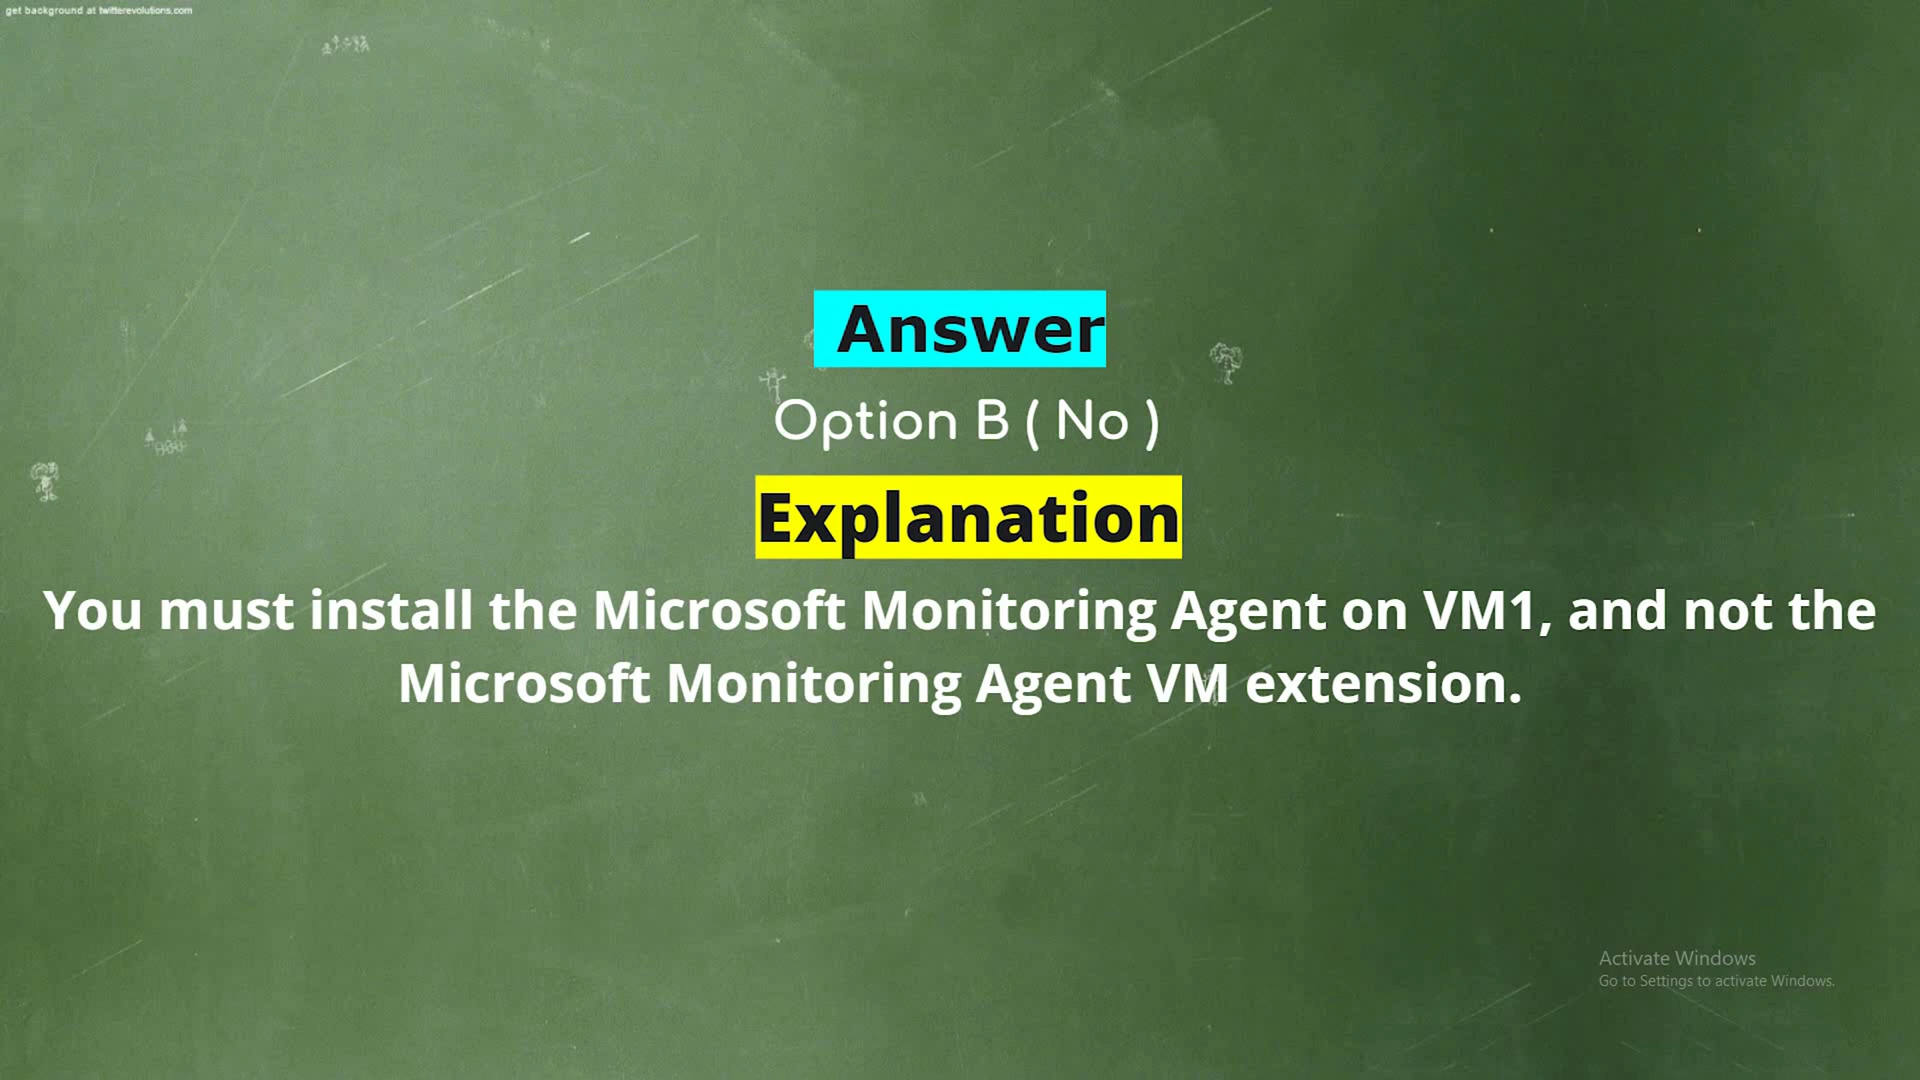 get background at twitterevolutions.com
Answer
Option B ( No )
Explanation
You must install the Microsoft Monitoring Agent on VM1, and not the
Microsoft Monitoring Agent VM extension.
Activate Windows
Go to Settings to activate Windows.